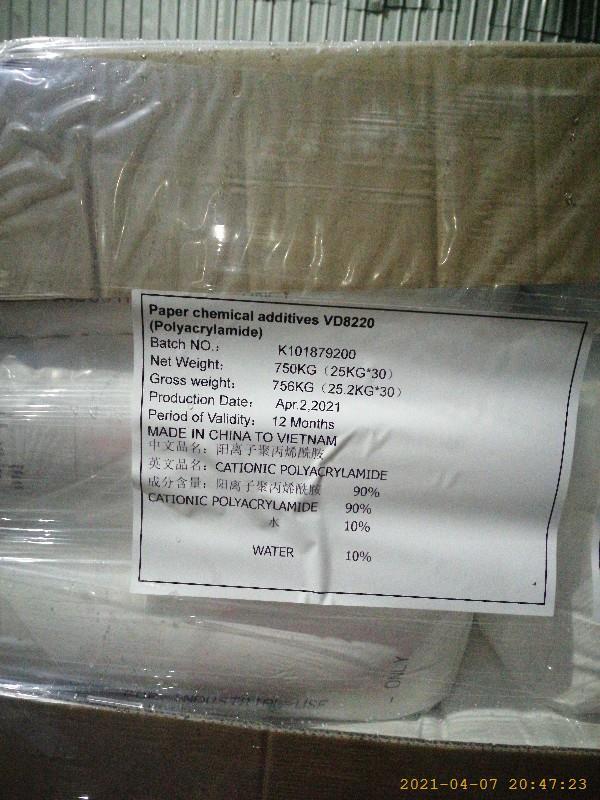 Paper chemical additives VD8220
(Polyacrylamide)
Batch NO.: K101879200
Net Weight: 750KG（25KG*30）
Gross weight: 756KG（25.2KG*30）
Production Date: Apr.2,2021
Period of Validity: 12 Months
MADE IN CHINA TO VIETNAM
中文品名：阳离子聚丙烯酰胺
英文品名：CATIONIC POLYACRYLAMIDE
成分含量：阳离子聚丙烯酰胺 90%
CATIONIC POLYACRYLAMIDE 90%
水 10%
WATER 10%
ONLY
INDUSTRIAL USE
2021-04-07 20:47:23